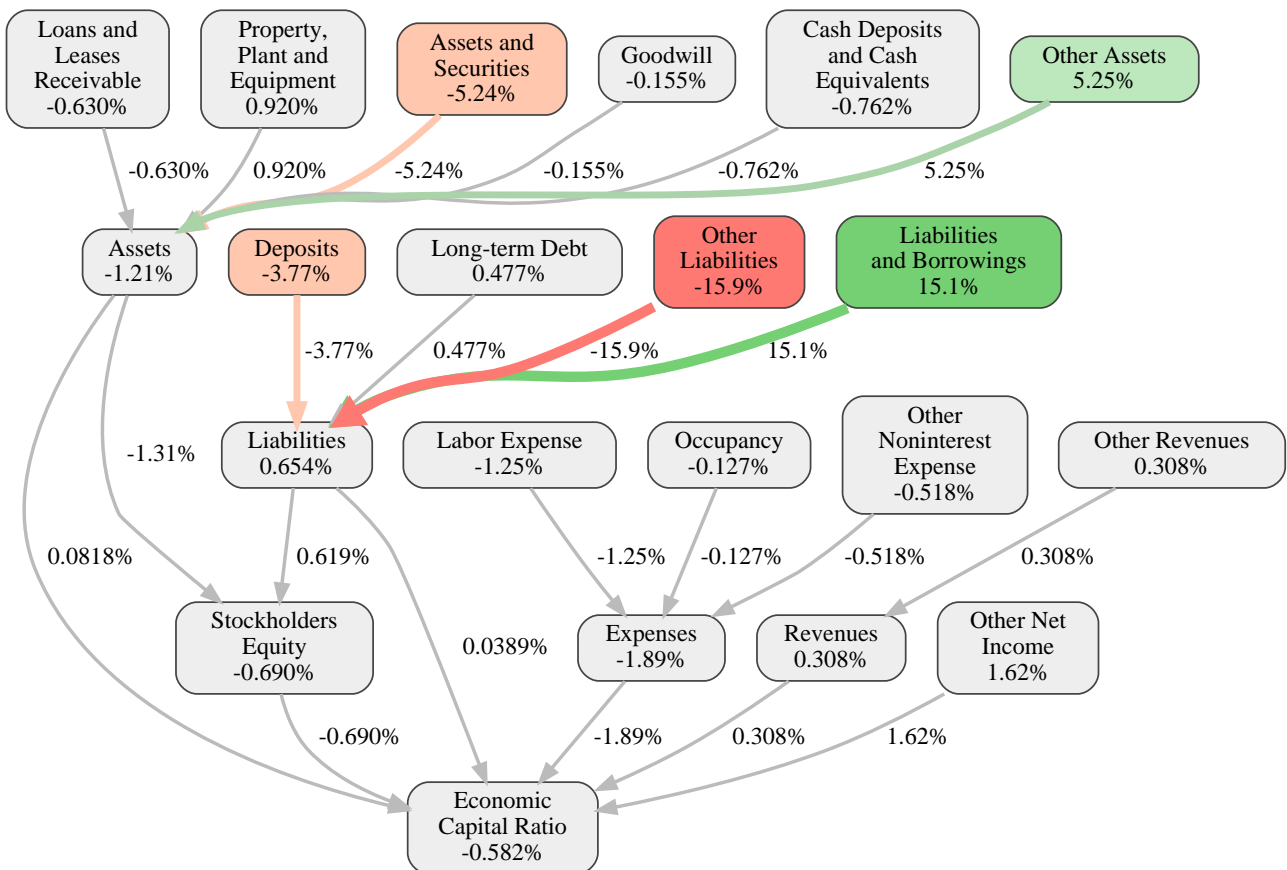 Loans and
Leases
Receivable
-0.630%
Property,
Plant and
Equipment
0.920%
Assets and
Securities
-5.24%
Goodwill
-0.155%
Cash Deposits
and Cash
Equivalents
-0.762%
Other Assets
5.25%
-0.630%
0.920%
-5.24%
-0.155%
-0.762%
5.25%
Assets
-1.21%
Deposits
-3.77%
Long-term Debt
0.477%
Other
Liabilities
-15.9%
Liabilities
and Borrowings
15.1%
-3.77%
0.477%
-15.9%
15.1%
-1.31%
Liabilities
0.654%
Labor Expense
-1.25%
Occupancy
-0.127%
Other
Noninterest
Expense
-0.518%
Other Revenues
0.308%
0.0818%
0.619%
-1.25%
-0.127%
-0.518%
0.308%
Stockholders
Equity
-0.690%
0.0389%
Expenses
-1.89%
Revenues
0.308%
Other Net
Income
1.62%
-0.690%
-1.89%
0.308%
1.62%
Economic
Capital Ratio
-0.582%